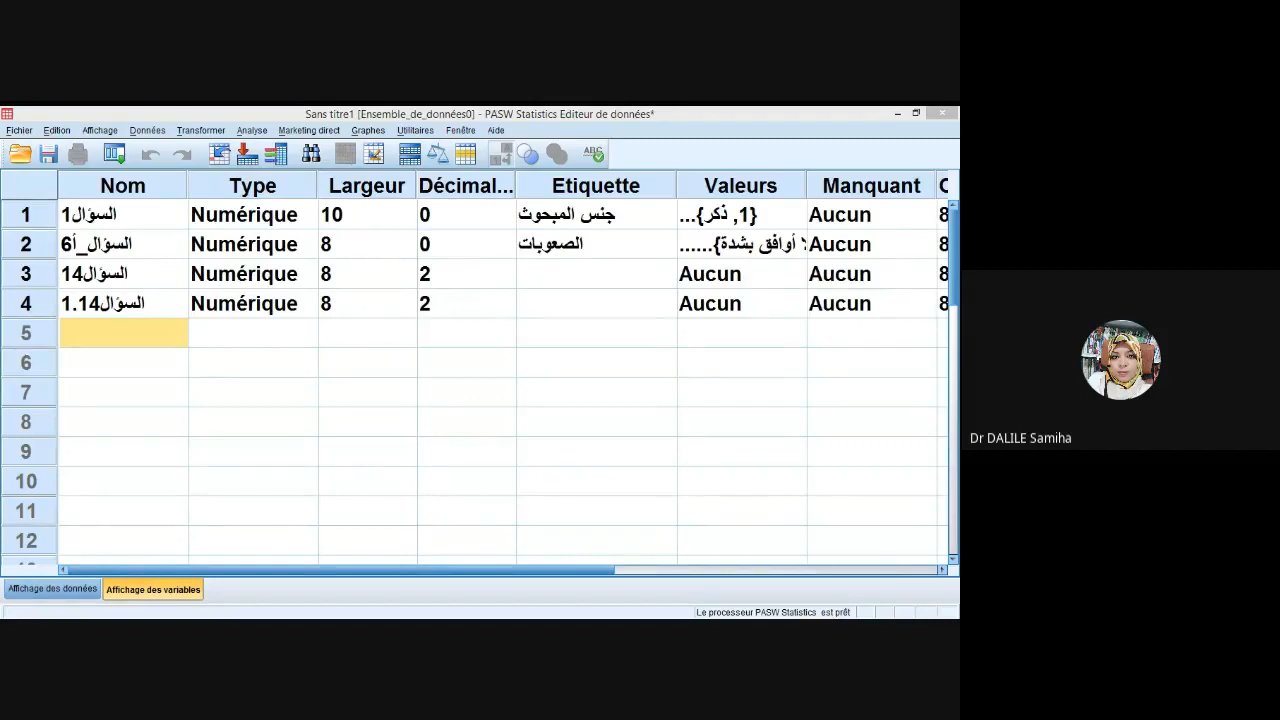 Sans titre1 [Ensemble_de_données0] - PASW Statistics Editeur de données*
Fichier Edition Affichage Données Transformer Analyse Marketing direct Graphes Utilitaires Fenêtre Aide
Nom Type Largeur Décimal... Etiquette Valeurs Manquant C
1 السؤال1 Numérique 10 0 جنس المبحوث {1, ذكر}... Aucun 8
2 السؤال_أ6 Numérique 8 0 الصعوبات لا أوافق بشدة}...... Aucun 8
3 السؤال14 Numérique 8 2 Aucun Aucun 8
4 السؤال1.14 Numérique 8 2 Aucun Aucun 8
5
6
7
8
9
10
11
12
Affichage des données Affichage des variables
Le processeur PASW Statistics est prêt
Dr DALILE Samiha